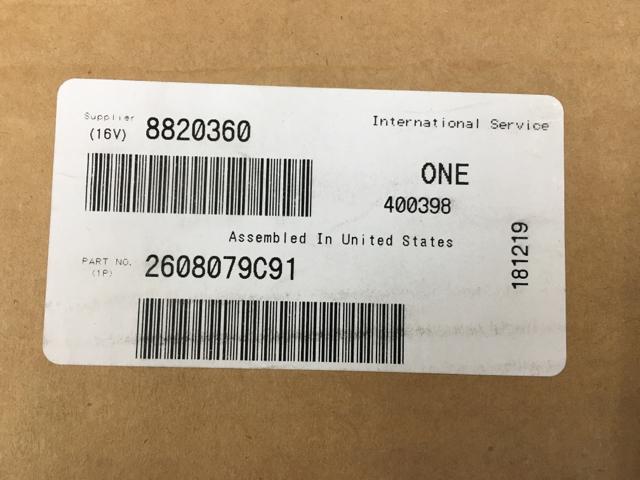 Supplier
(16V) 8820360
International Service
ONE
400398
Assembled In United States
PART NO.
(1P) 2608079C91
181219